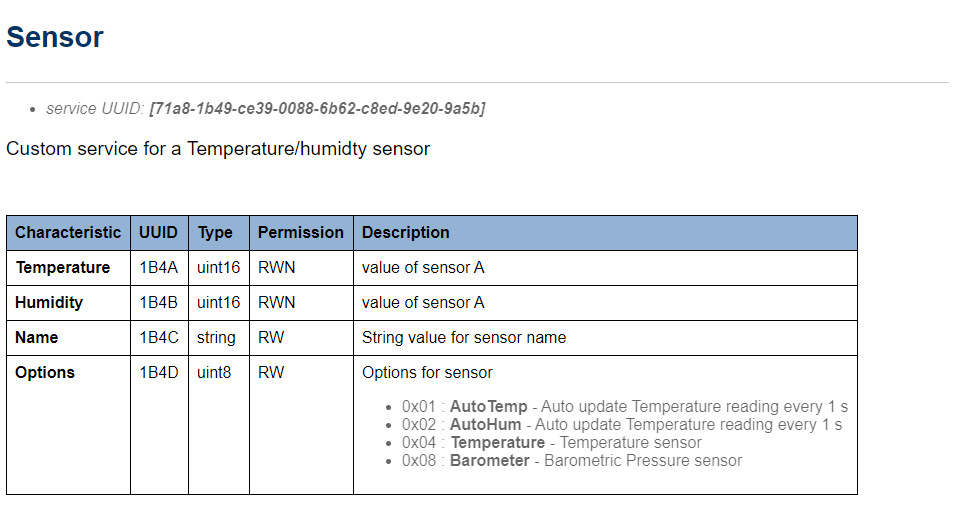 Sensor
service UUID: [71a8-1b49-ce39-0088-6b62-c8ed-9e20-9a5b]
Custom service for a Temperature/humidty sensor
Characteristic UUID Type Permission Description
Temperature 1B4A uint16 RWN value of sensor A
Humidity 1B4B uint16 RWN value of sensor A
Name 1B4C string RW String value for sensor name
Options 1B4D uint8 RW Options for sensor
0x01 : AutoTemp - Auto update Temperature reading every 1 s
0x02 : AutoHum - Auto update Temperature reading every 1 s
0x04 : Temperature - Temperature sensor
0x08 : Barometer - Barometric Pressure sensor